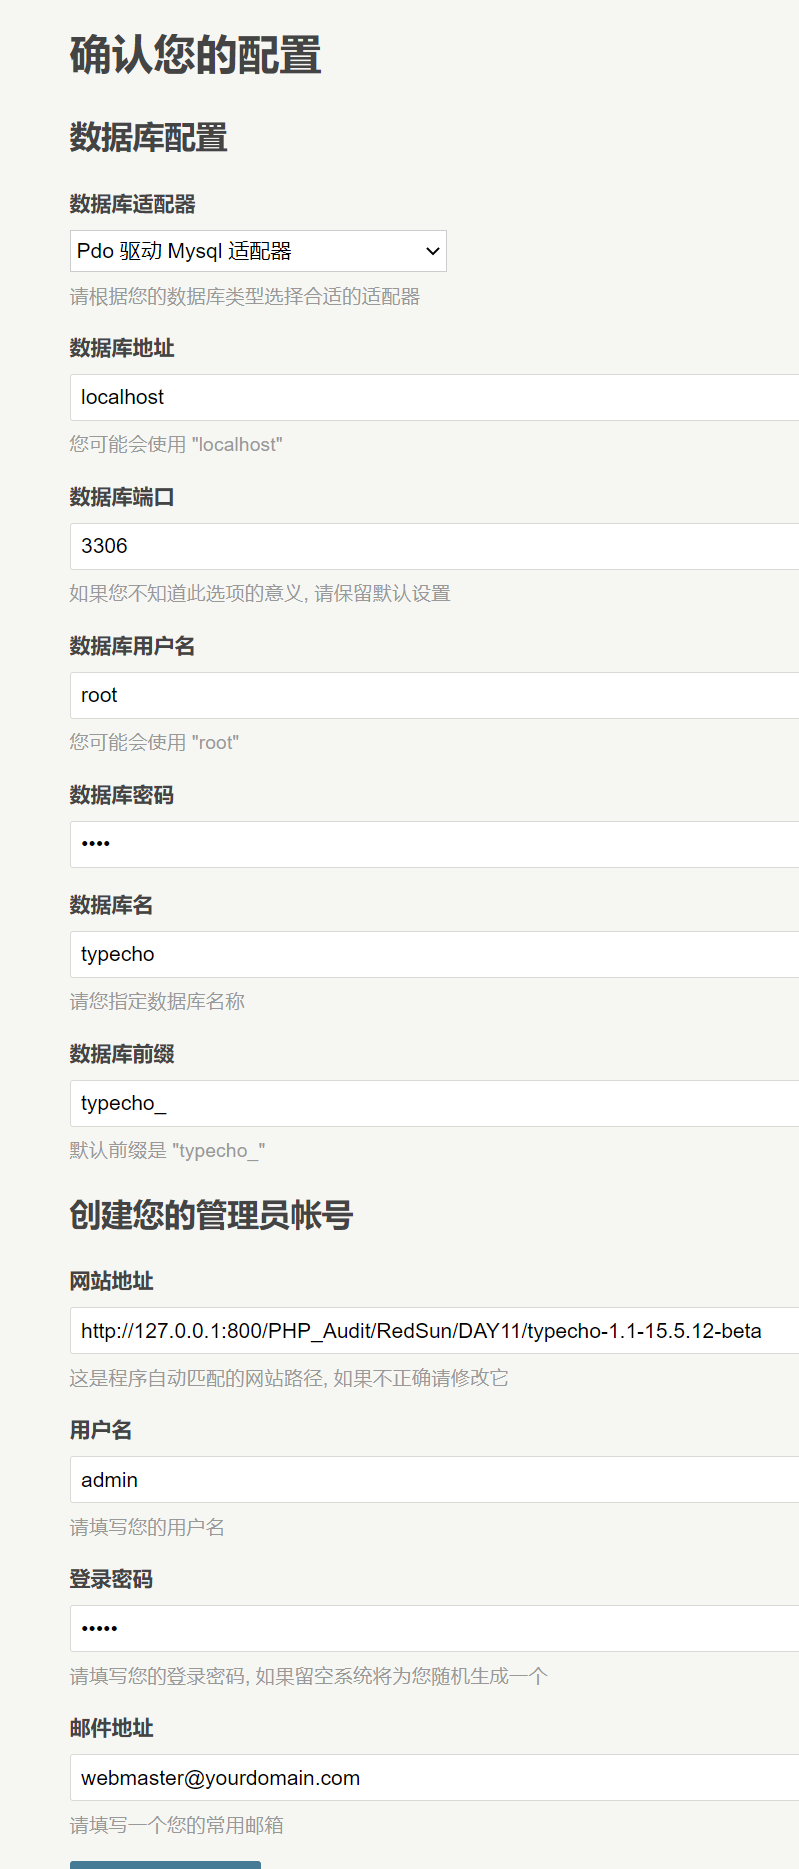 确认您的配置
数据库配置
数据库适配器
Pdo 驱动 Mysql 适配器
请根据您的数据库类型选择合适的适配器
数据库地址
localhost
您可能会使用 "localhost"
数据库端口
3306
如果您不知道此选项的意义, 请保留默认设置
数据库用户名
root
您可能会使用 "root"
数据库密码
••••
数据库名
typecho
请您指定数据库名称
数据库前缀
typecho_
默认前缀是 "typecho_"
创建您的管理员帐号
网站地址
http://127.0.0.1:800/PHP_Audit/RedSun/DAY11/typecho-1.1-15.5.12-beta
这是程序自动匹配的网站路径, 如果不正确请修改它
用户名
admin
请填写您的用户名
登录密码
•••••
请填写您的登录密码, 如果留空系统将为您随机生成一个
邮件地址
webmaster@yourdomain.com
请填写一个您的常用邮箱